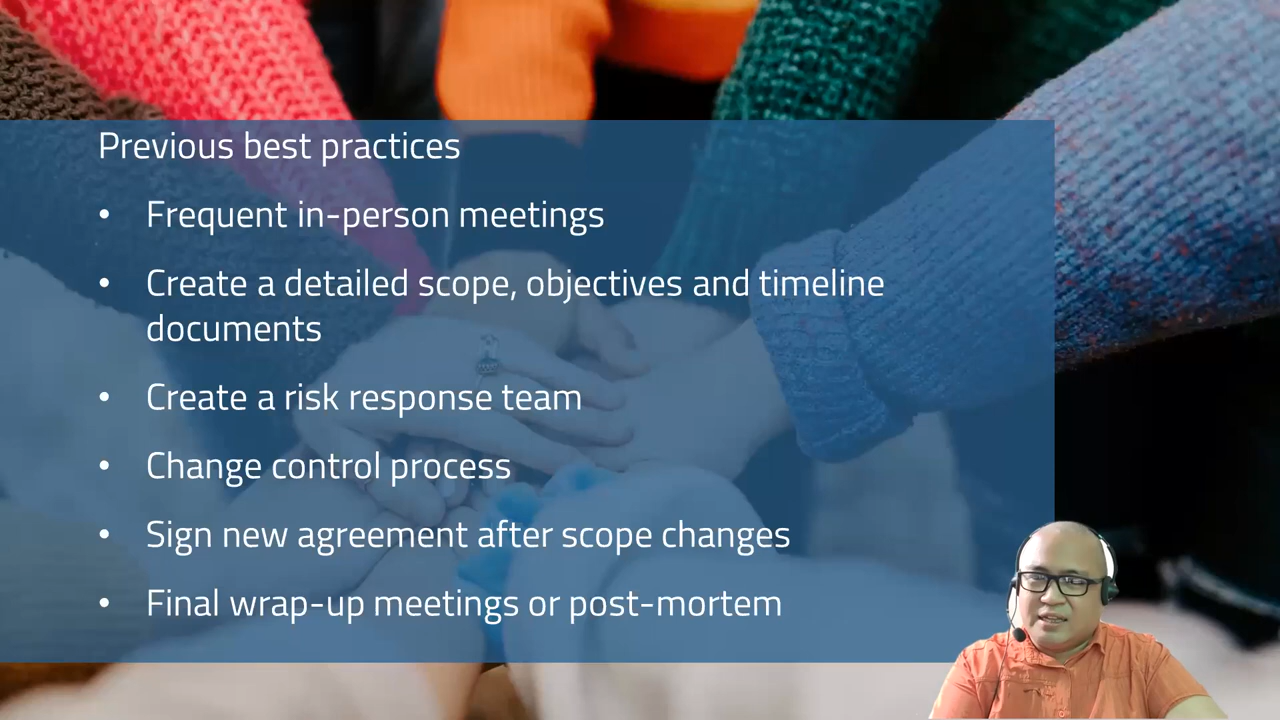 Previous best practices
• Frequent in-person meetings
• Create a detailed scope, objectives and timeline
documents
• Create a risk response team
• Change control process
• Sign new agreement after scope changes
• Final wrap-up meetings or post-mortem